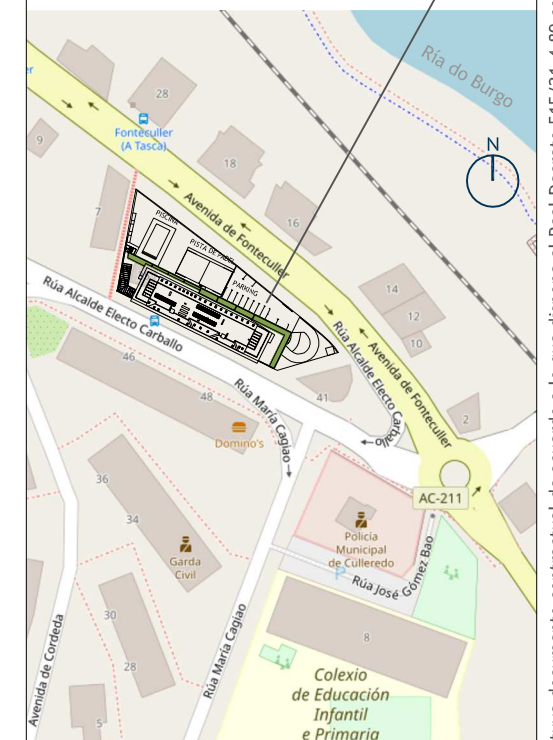 Ría do Burgo
N
er
28
Fonteculler
(A Tasca)
9
18
7
16
Avenida de Fonteculler
PISCINA
PISTA DE PADEL
PARKING
14
12
10
Rúa Alcalde Electo Carballo
Rúa Alcalde Electo Carballo
Avenida de Fonteculler
46
48
41
2
Domino's
Rúa María Cagiao
AC-211
36
34
Garda
Civil
Policía
Municipal
de Culleredo
Rúa José Gómez Bao
30
28
8
Avenida de Cordeda
Rúa María Cagiao
5
Colexio
de Educación
Infantil
e Primaria